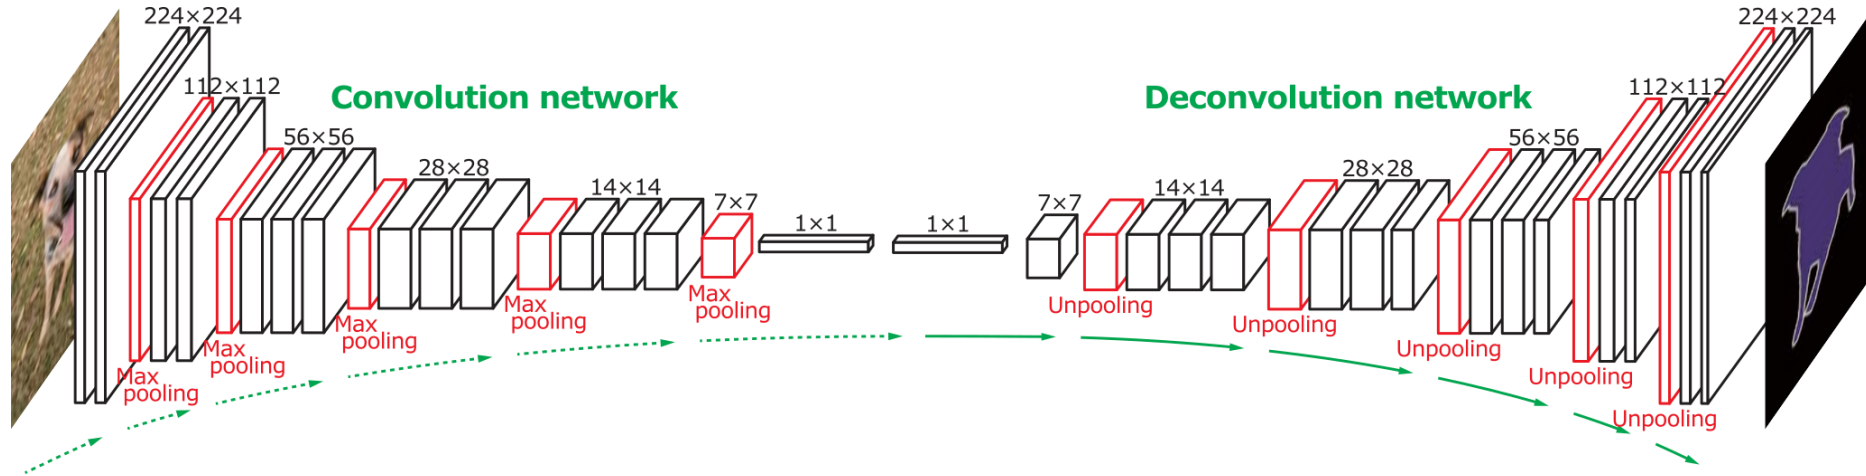 224×224
112×112
Convolution network
56×56
28×28
14×14
7×7
1×1
Max
pooling
Max
pooling
Max
pooling
Max
pooling
Max
pooling
1×1
7×7
14×14
Deconvolution network
28×28
56×56
112×112
224×224
Unpooling
Unpooling
Unpooling
Unpooling
Unpooling